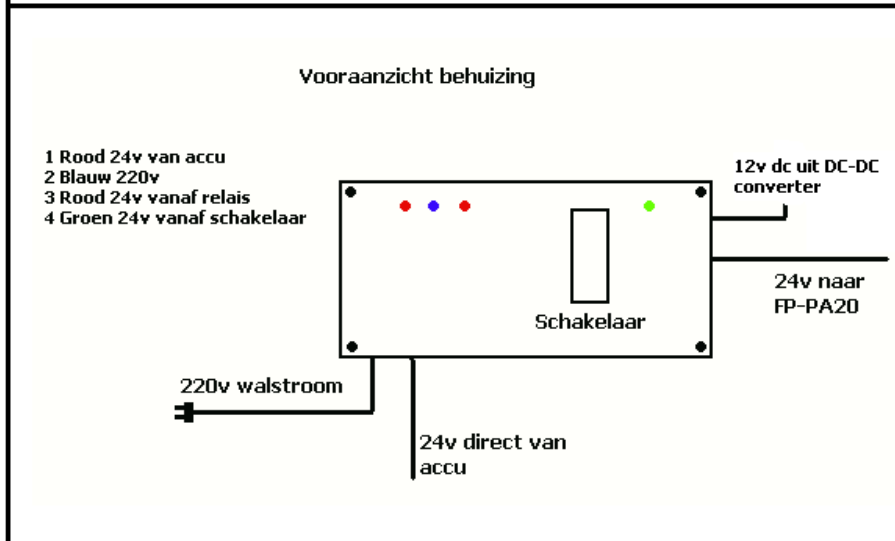 Vooraanzicht behuizing
1 Rood 24v van accu
2 Blauw 220v
3 Rood 24v vanaf relais
4 Groen 24v vanaf schakelaar
12v dc uit DC-DC
converter
24v naar
FP-PA20
Schakelaar
220v walstroom
24v direct van
accu